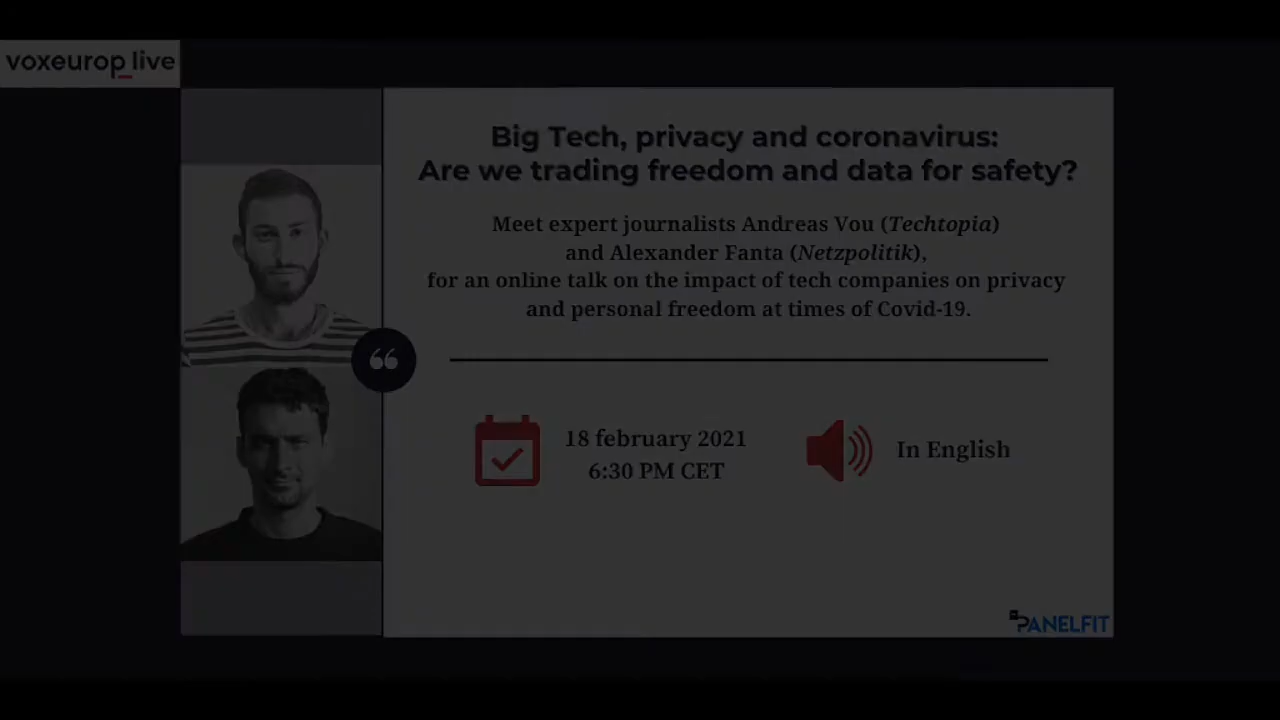 voxeurop_live
Big Tech, privacy and coronavirus:
Are we trading freedom and data for safety?
Meet expert journalists Andreas Vou (Techtopia)
and Alexander Fanta (Netzpolitik),
for an online talk on the impact of tech companies on privacy
and personal freedom at times of Covid-19.
18 february 2021
6:30 PM CET
In English
PANELFIT